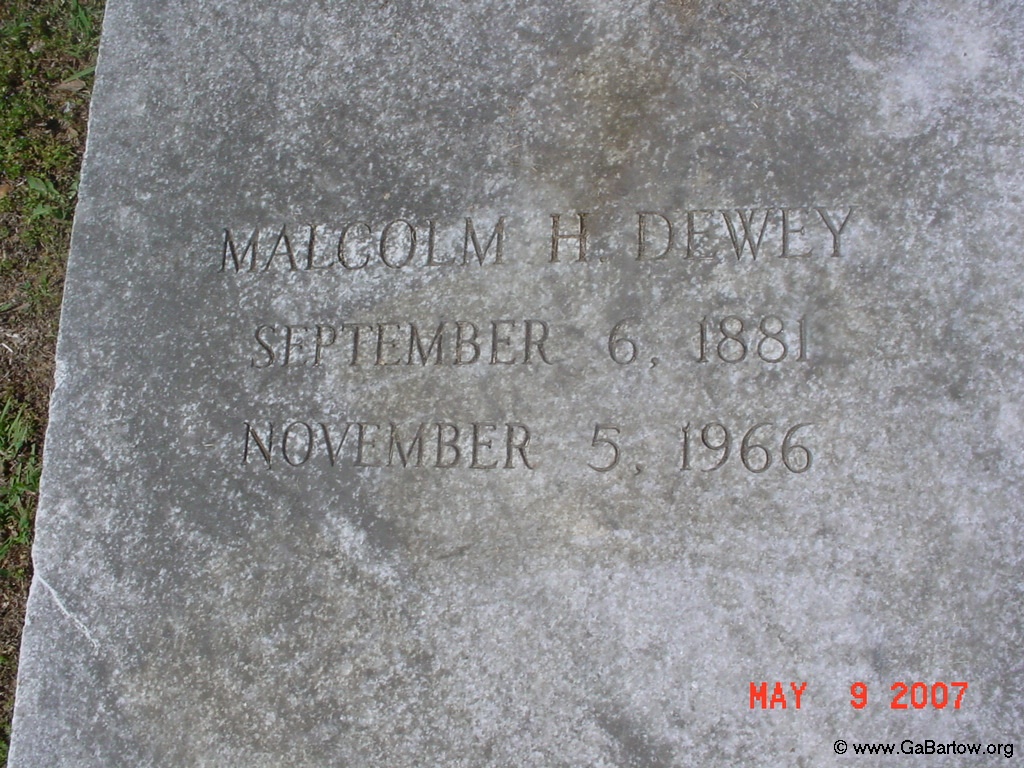 MALCOLM H. DEWEY
SEPTEMBER 6, 1881
NOVEMBER 5, 1966
MAY 9 2007
© www.GaBartow.org